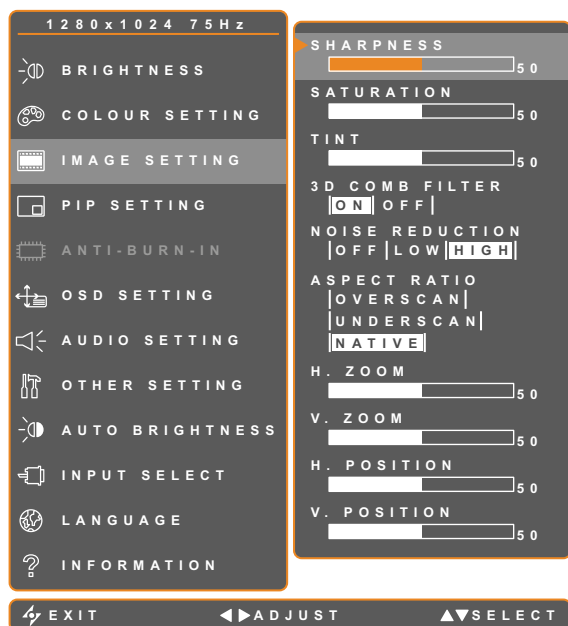 1280x1024 75Hz
BRIGHTNESS
COLOUR SETTING
IMAGE SETTING
PIP SETTING
ANTI-BURN-IN
OSD SETTING
AUDIO SETTING
OTHER SETTING
AUTO BRIGHTNESS
INPUT SELECT
LANGUAGE
INFORMATION
SHARPNESS
50
SATURATION
50
TINT
50
3D COMB FILTER
ON OFF
NOISE REDUCTION
OFF LOW HIGH
ASPECT RATIO
OVERSCAN
UNDERSCAN
NATIVE
H. ZOOM
50
V. ZOOM
50
H. POSITION
50
V. POSITION
50
EXIT ADJUST SELECT